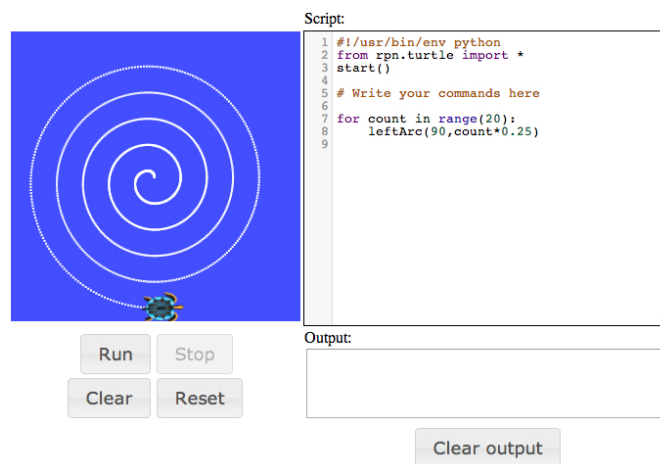 Script:
1 #!/usr/bin/env python
2 from rpn.turtle import *
3 start()
4
5 # Write your commands here
6
7 for count in range(20):
8     leftArc(90,count*0.25)
9
Run Stop
Clear Reset
Output:
Clear output